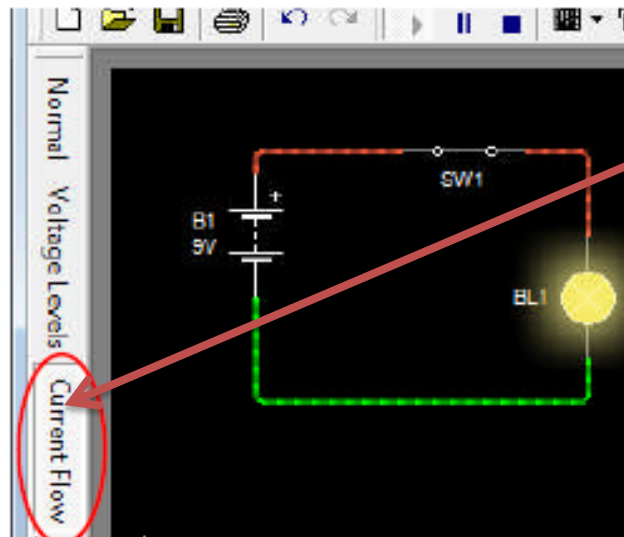 Normal
Voltage Levels
Current Flow
SW1
+
B1
9V
BL1